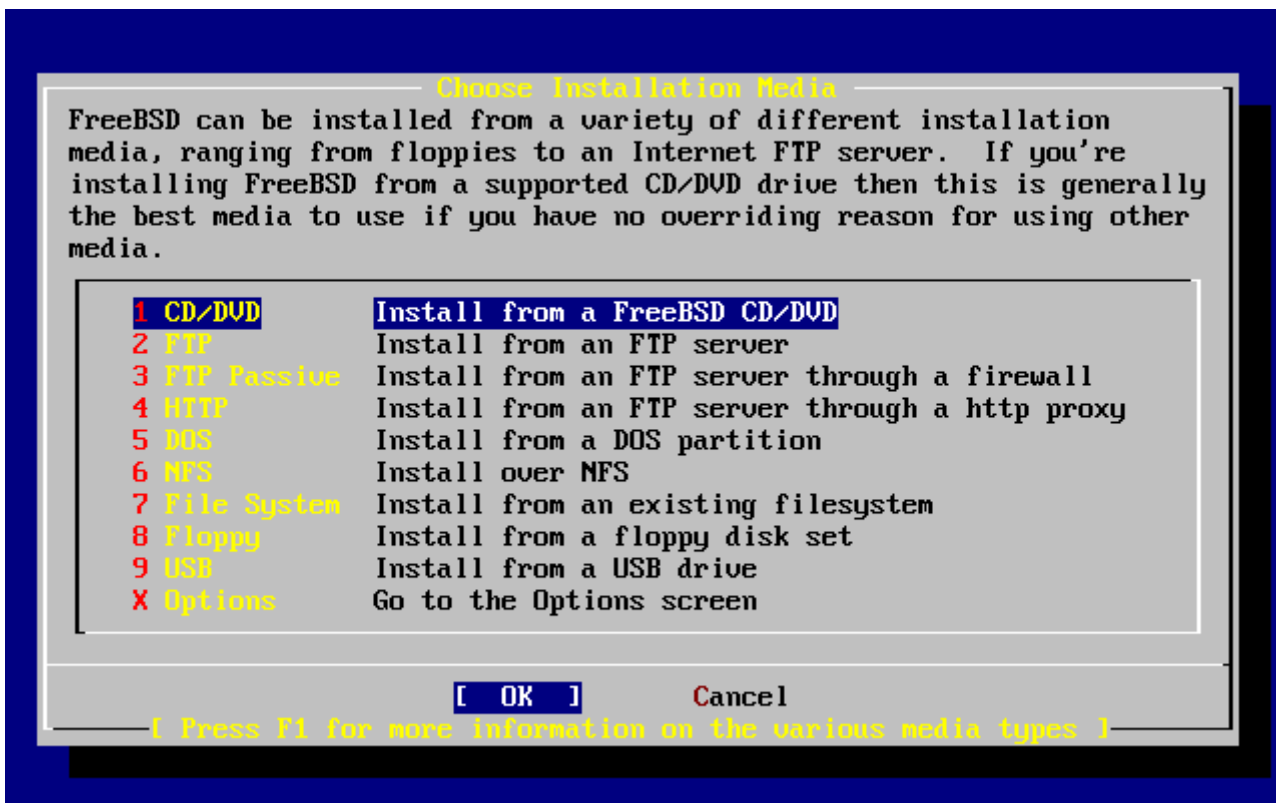 Choose Installation Media
FreeBSD can be installed from a variety of different installation
media, ranging from floppies to an Internet FTP server.  If you're
installing FreeBSD from a supported CD/DVD drive then this is generally
the best media to use if you have no overriding reason for using other
media.
1 CD/DVD Install from a FreeBSD CD/DVD
2 FTP Install from an FTP server
3 FTP Passive Install from an FTP server through a firewall
4 HTTP Install from an FTP server through a http proxy
5 DOS Install from a DOS partition
6 NFS Install over NFS
7 File System Install from an existing filesystem
8 Floppy Install from a floppy disk set
9 USB Install from a USB drive
X Options Go to the Options screen
[ OK ] Cancel
[ Press F1 for more information on the various media types ]